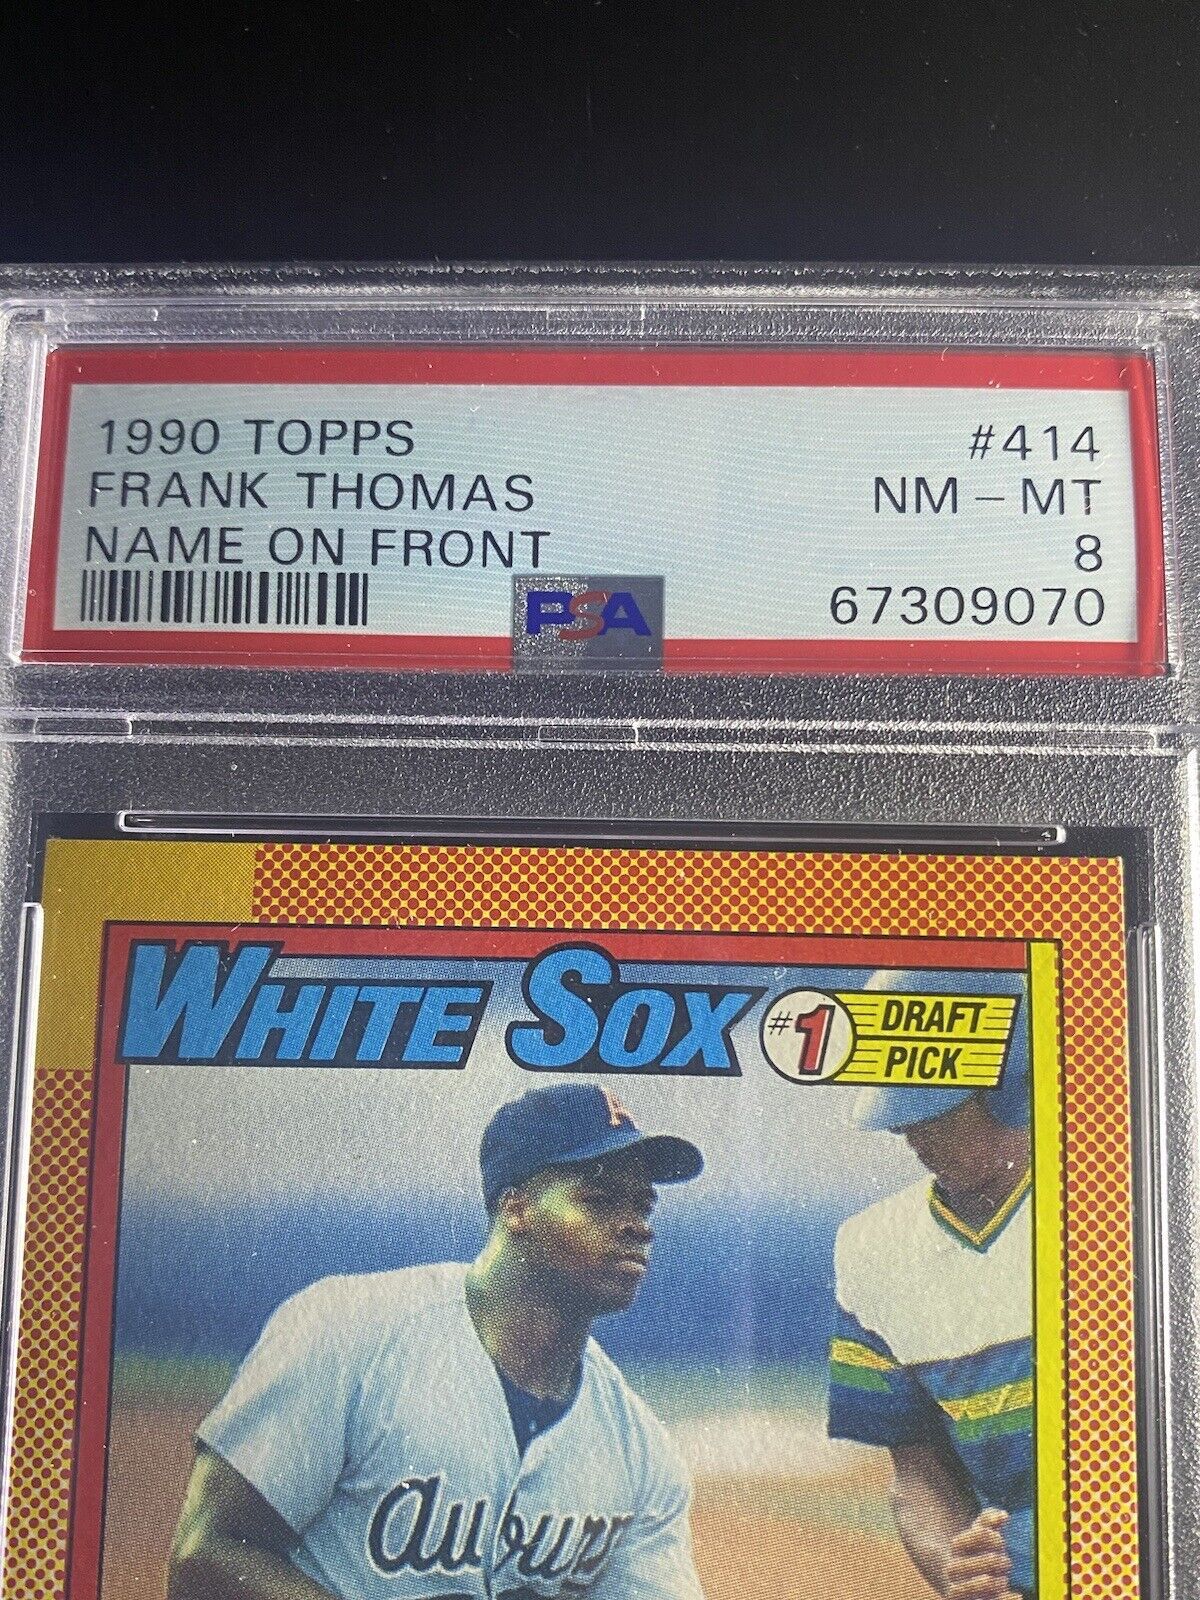 1990 TOPPS #414
FRANK THOMAS NM - MT
NAME ON FRONT 8
PSA 67309070
WHITE SOX #1 DRAFT PICK
A
Auburn